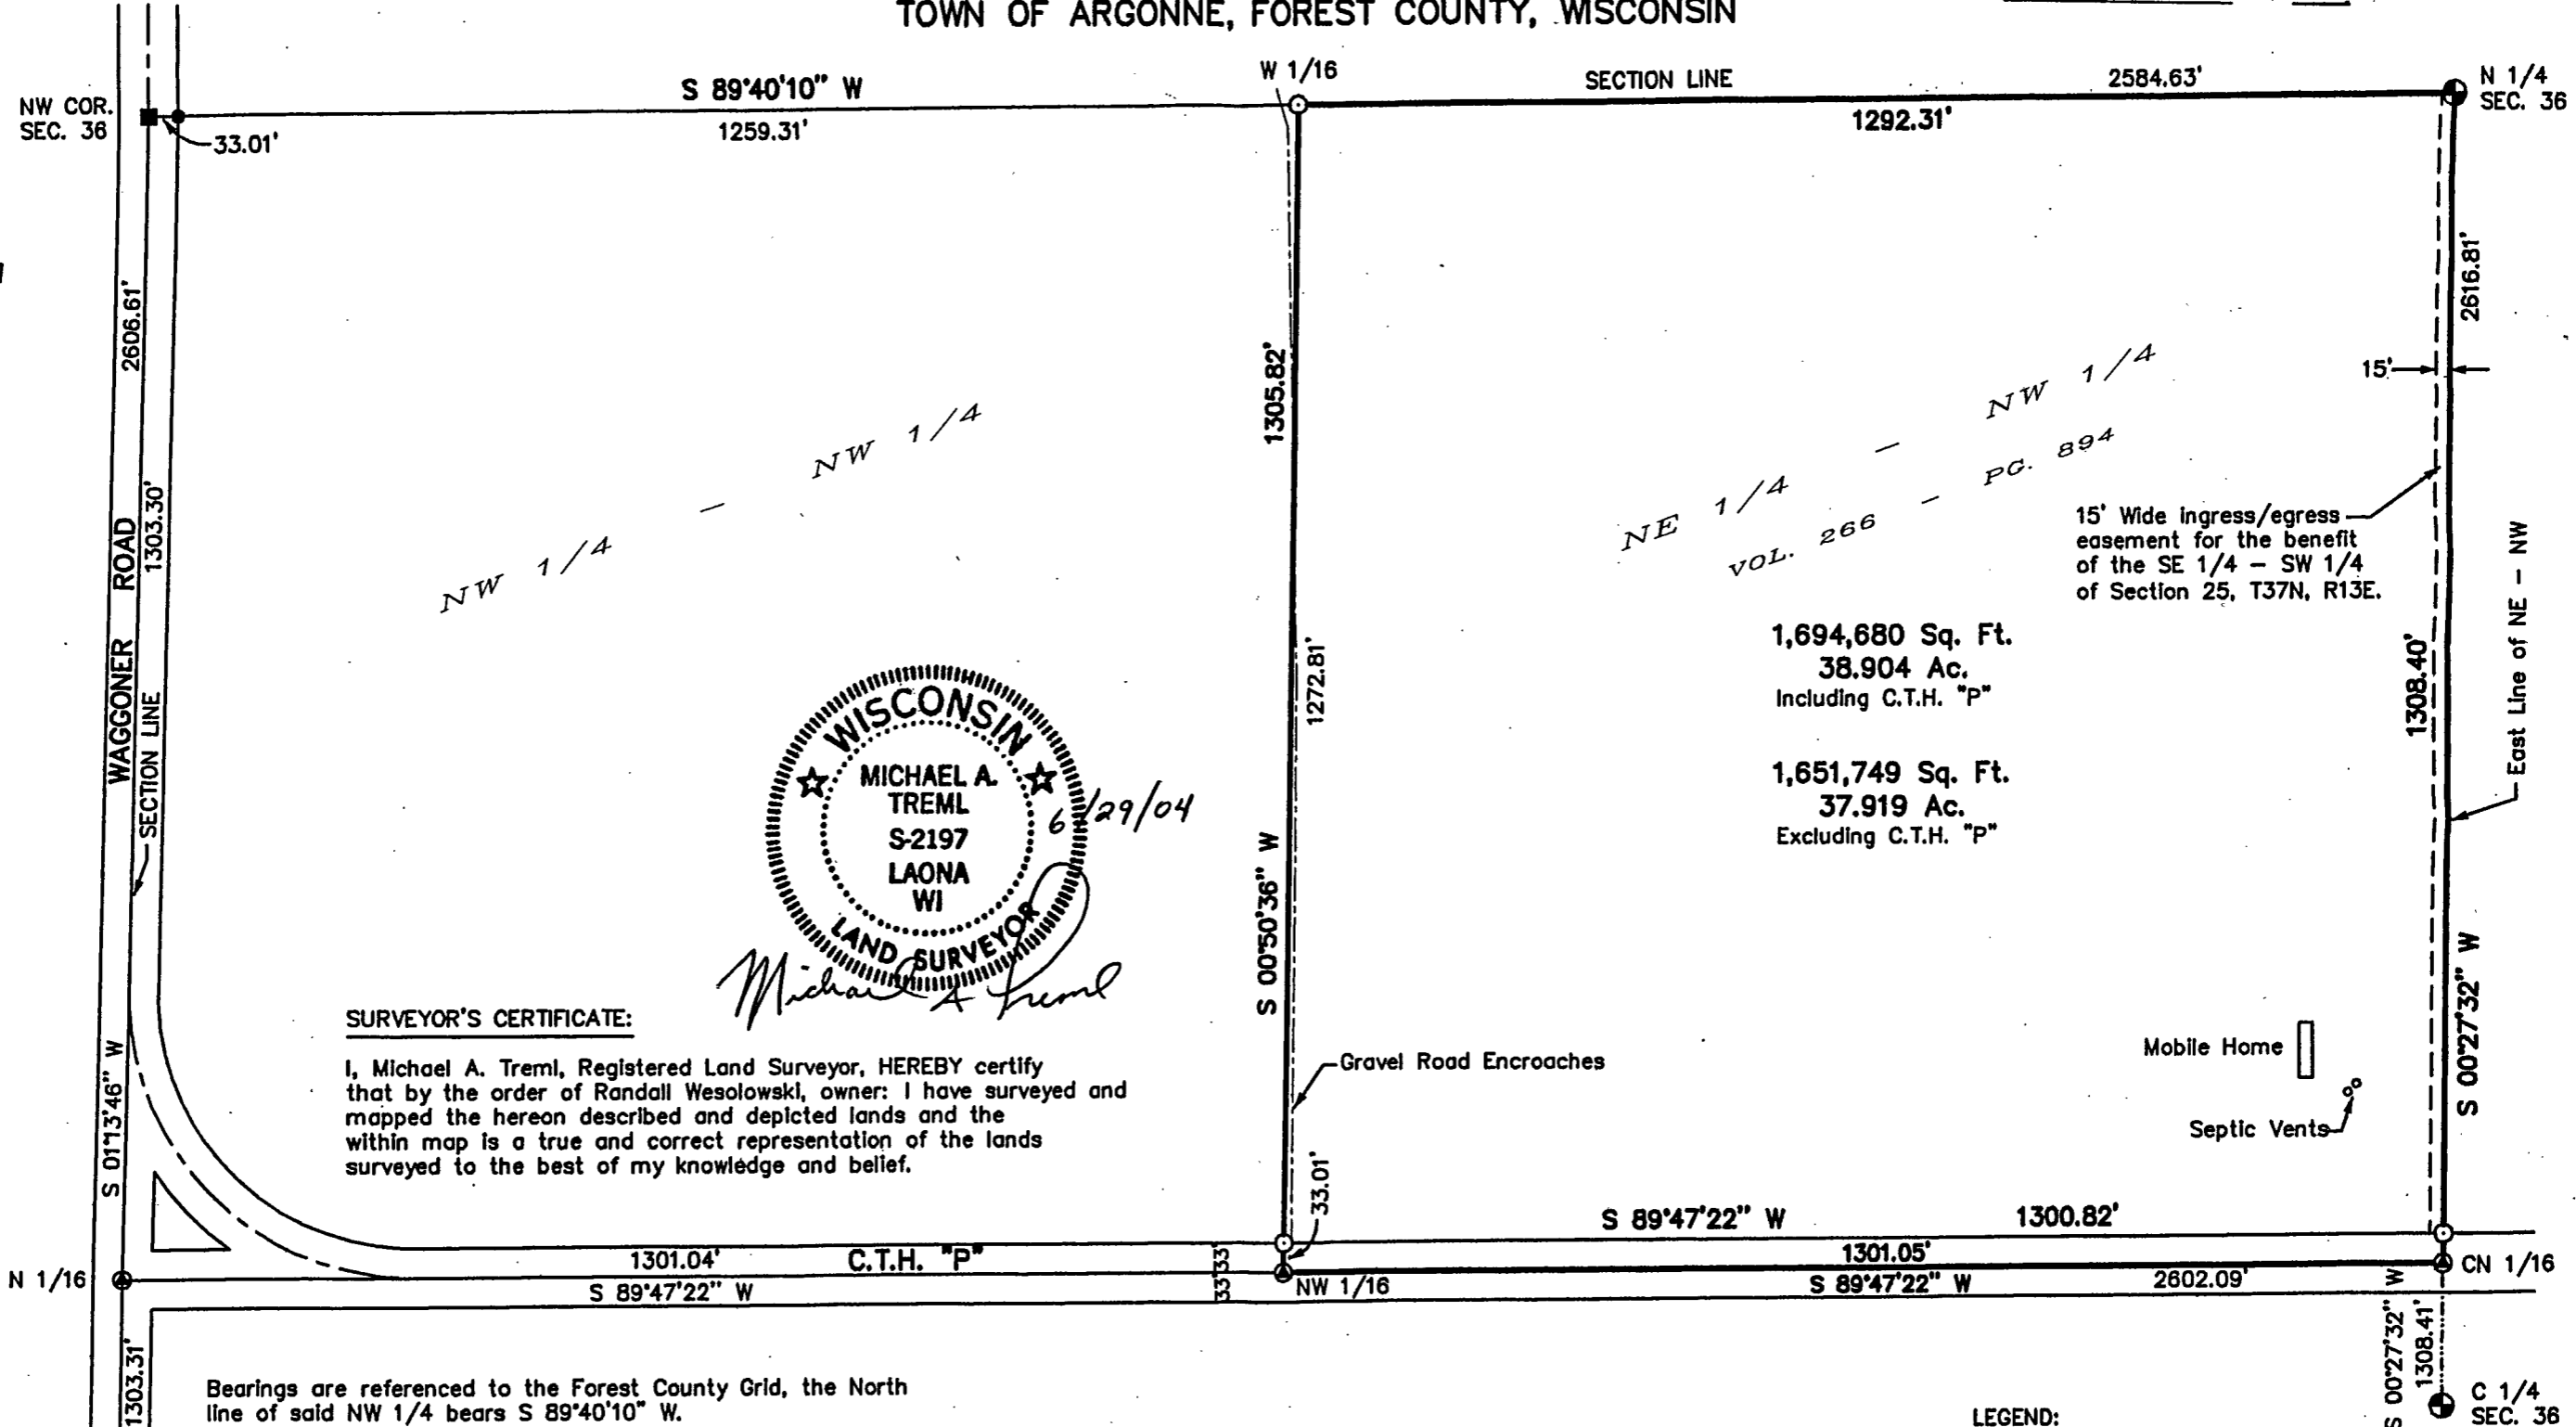 TOWN OF ARGONNE, FOREST COUNTY, WISCONSIN
NW COR.
SEC. 36
33.01'
S 89°40'10" W
1259.31'
W 1/16
SECTION LINE
2584.63'
1292.31'
N 1/4
SEC. 36
2606.61'
1303.30'
WAGGONER ROAD
SECTION LINE
S 01°13'46" W
NW 1/4 - NW 1/4
1305.82'
1272.81'
S 00°50'36" W
NE 1/4 - NW 1/4
VOL. 266 - PG. 894
2616.81'
15'
15' Wide ingress/egress
easement for the benefit
of the SE 1/4 - SW 1/4
of Section 25, T37N, R13E.
1308.40'
East Line of NE - NW
S 00°27'32" W
1,694,680 Sq. Ft.
38.904 Ac.
Including C.T.H. "P"
1,651,749 Sq. Ft.
37.919 Ac.
Excluding C.T.H. "P"
WISCONSIN
MICHAEL A.
TREML
S-2197
LAONA
WI
LAND SURVEYOR
6/29/04
Michael A Treml
SURVEYOR'S CERTIFICATE:
I, Michael A. Treml, Registered Land Surveyor, HEREBY certify
that by the order of Randall Wesolowski, owner: I have surveyed and
mapped the hereon described and depicted lands and the
within map is a true and correct representation of the lands
surveyed to the best of my knowledge and belief.
Gravel Road Encroaches
Mobile Home
Septic Vents
33.01'
S 89°47'22" W
1300.82'
N 1/16
1301.04'
C.T.H. "P"
S 89°47'22" W
33'
33'
NW 1/16
1301.05'
S 89°47'22" W
2602.09'
CN 1/16
1303.31'
S 00°27'32" W
1308.41'
C 1/4
SEC. 36
Bearings are referenced to the Forest County Grid, the North
line of said NW 1/4 bears S 89°40'10" W.
LEGEND: